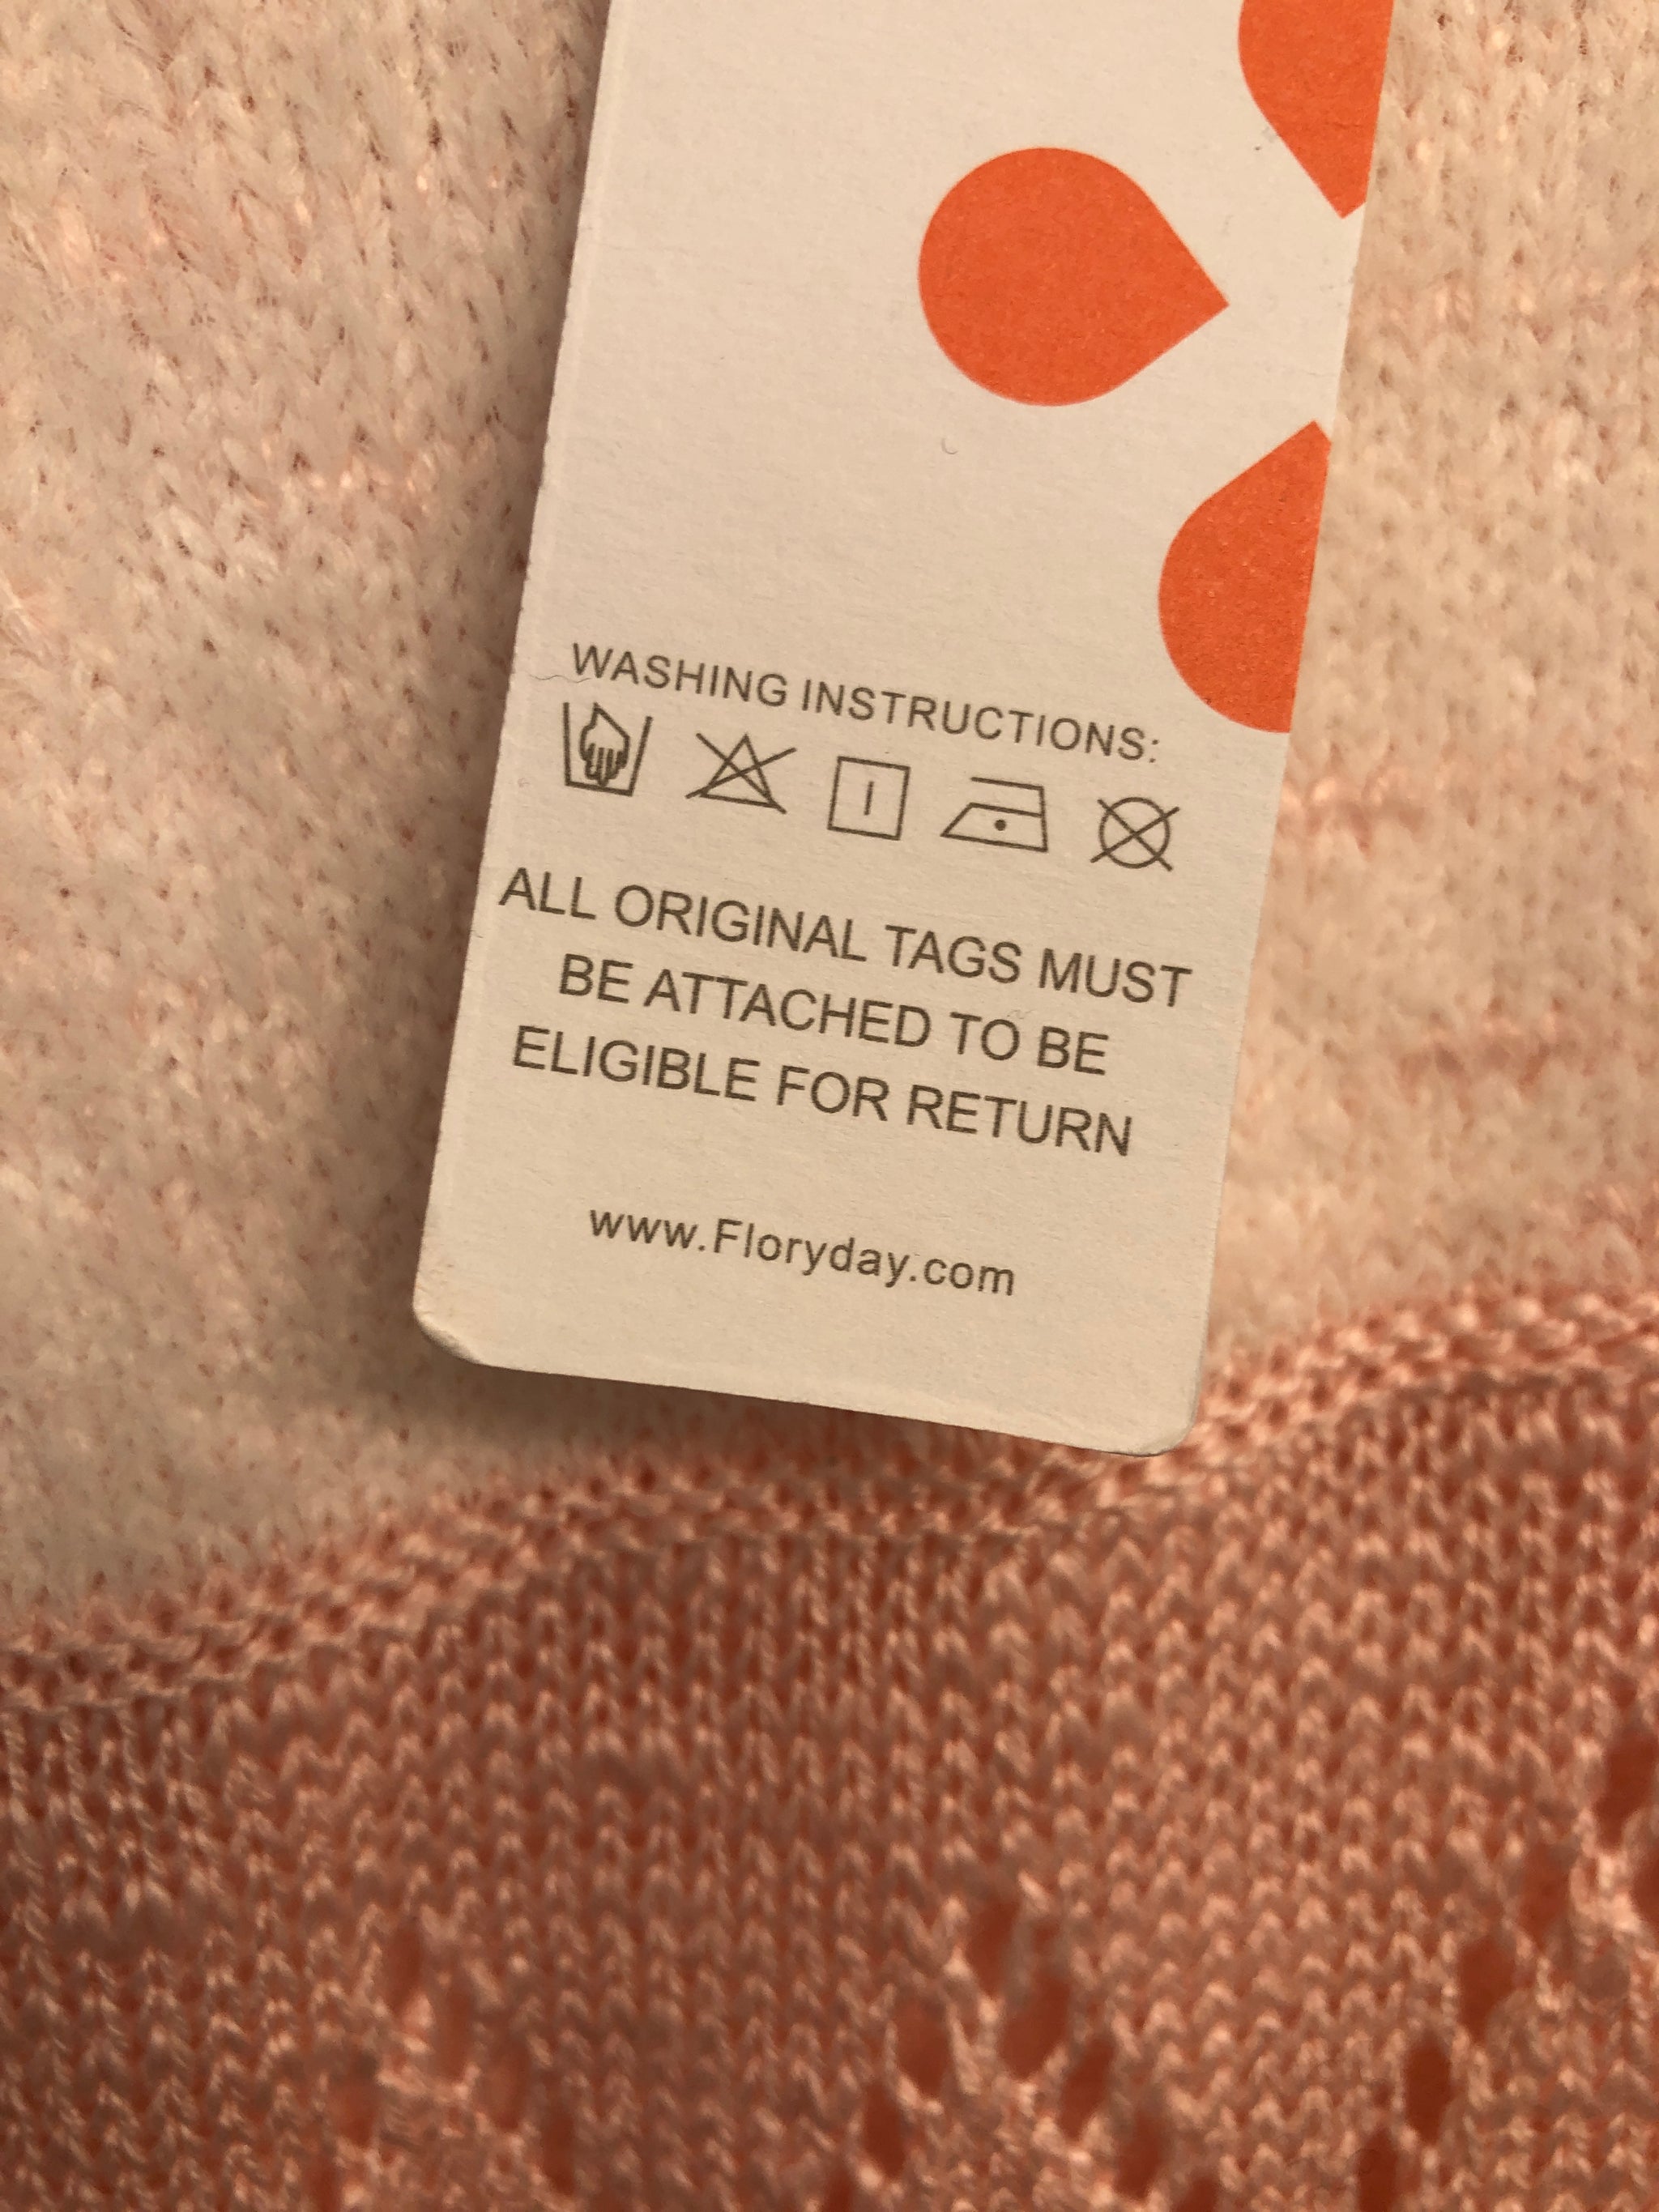 WASHING INSTRUCTIONS:
ALL ORIGINAL TAGS MUST
BE ATTACHED TO BE
ELIGIBLE FOR RETURN
www.Floryday.com